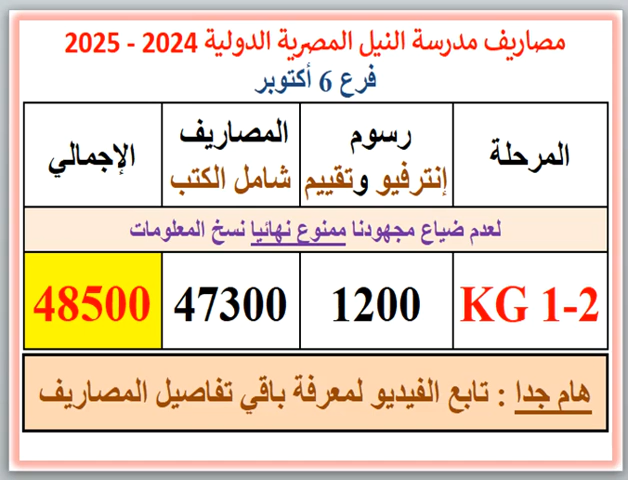 مصاريف مدرسة النيل المصرية الدولية 2024 - 2025
فرع 6 أكتوبر
المرحلة
رسوم
إنترفيو وتقييم
المصاريف
شامل الكتب
الإجمالي
لعدم ضياع مجهودنا ممنوع نهائيا نسخ المعلومات
KG 1-2
1200
47300
48500
هام جدا : تابع الفيديو لمعرفة باقي تفاصيل المصاريف